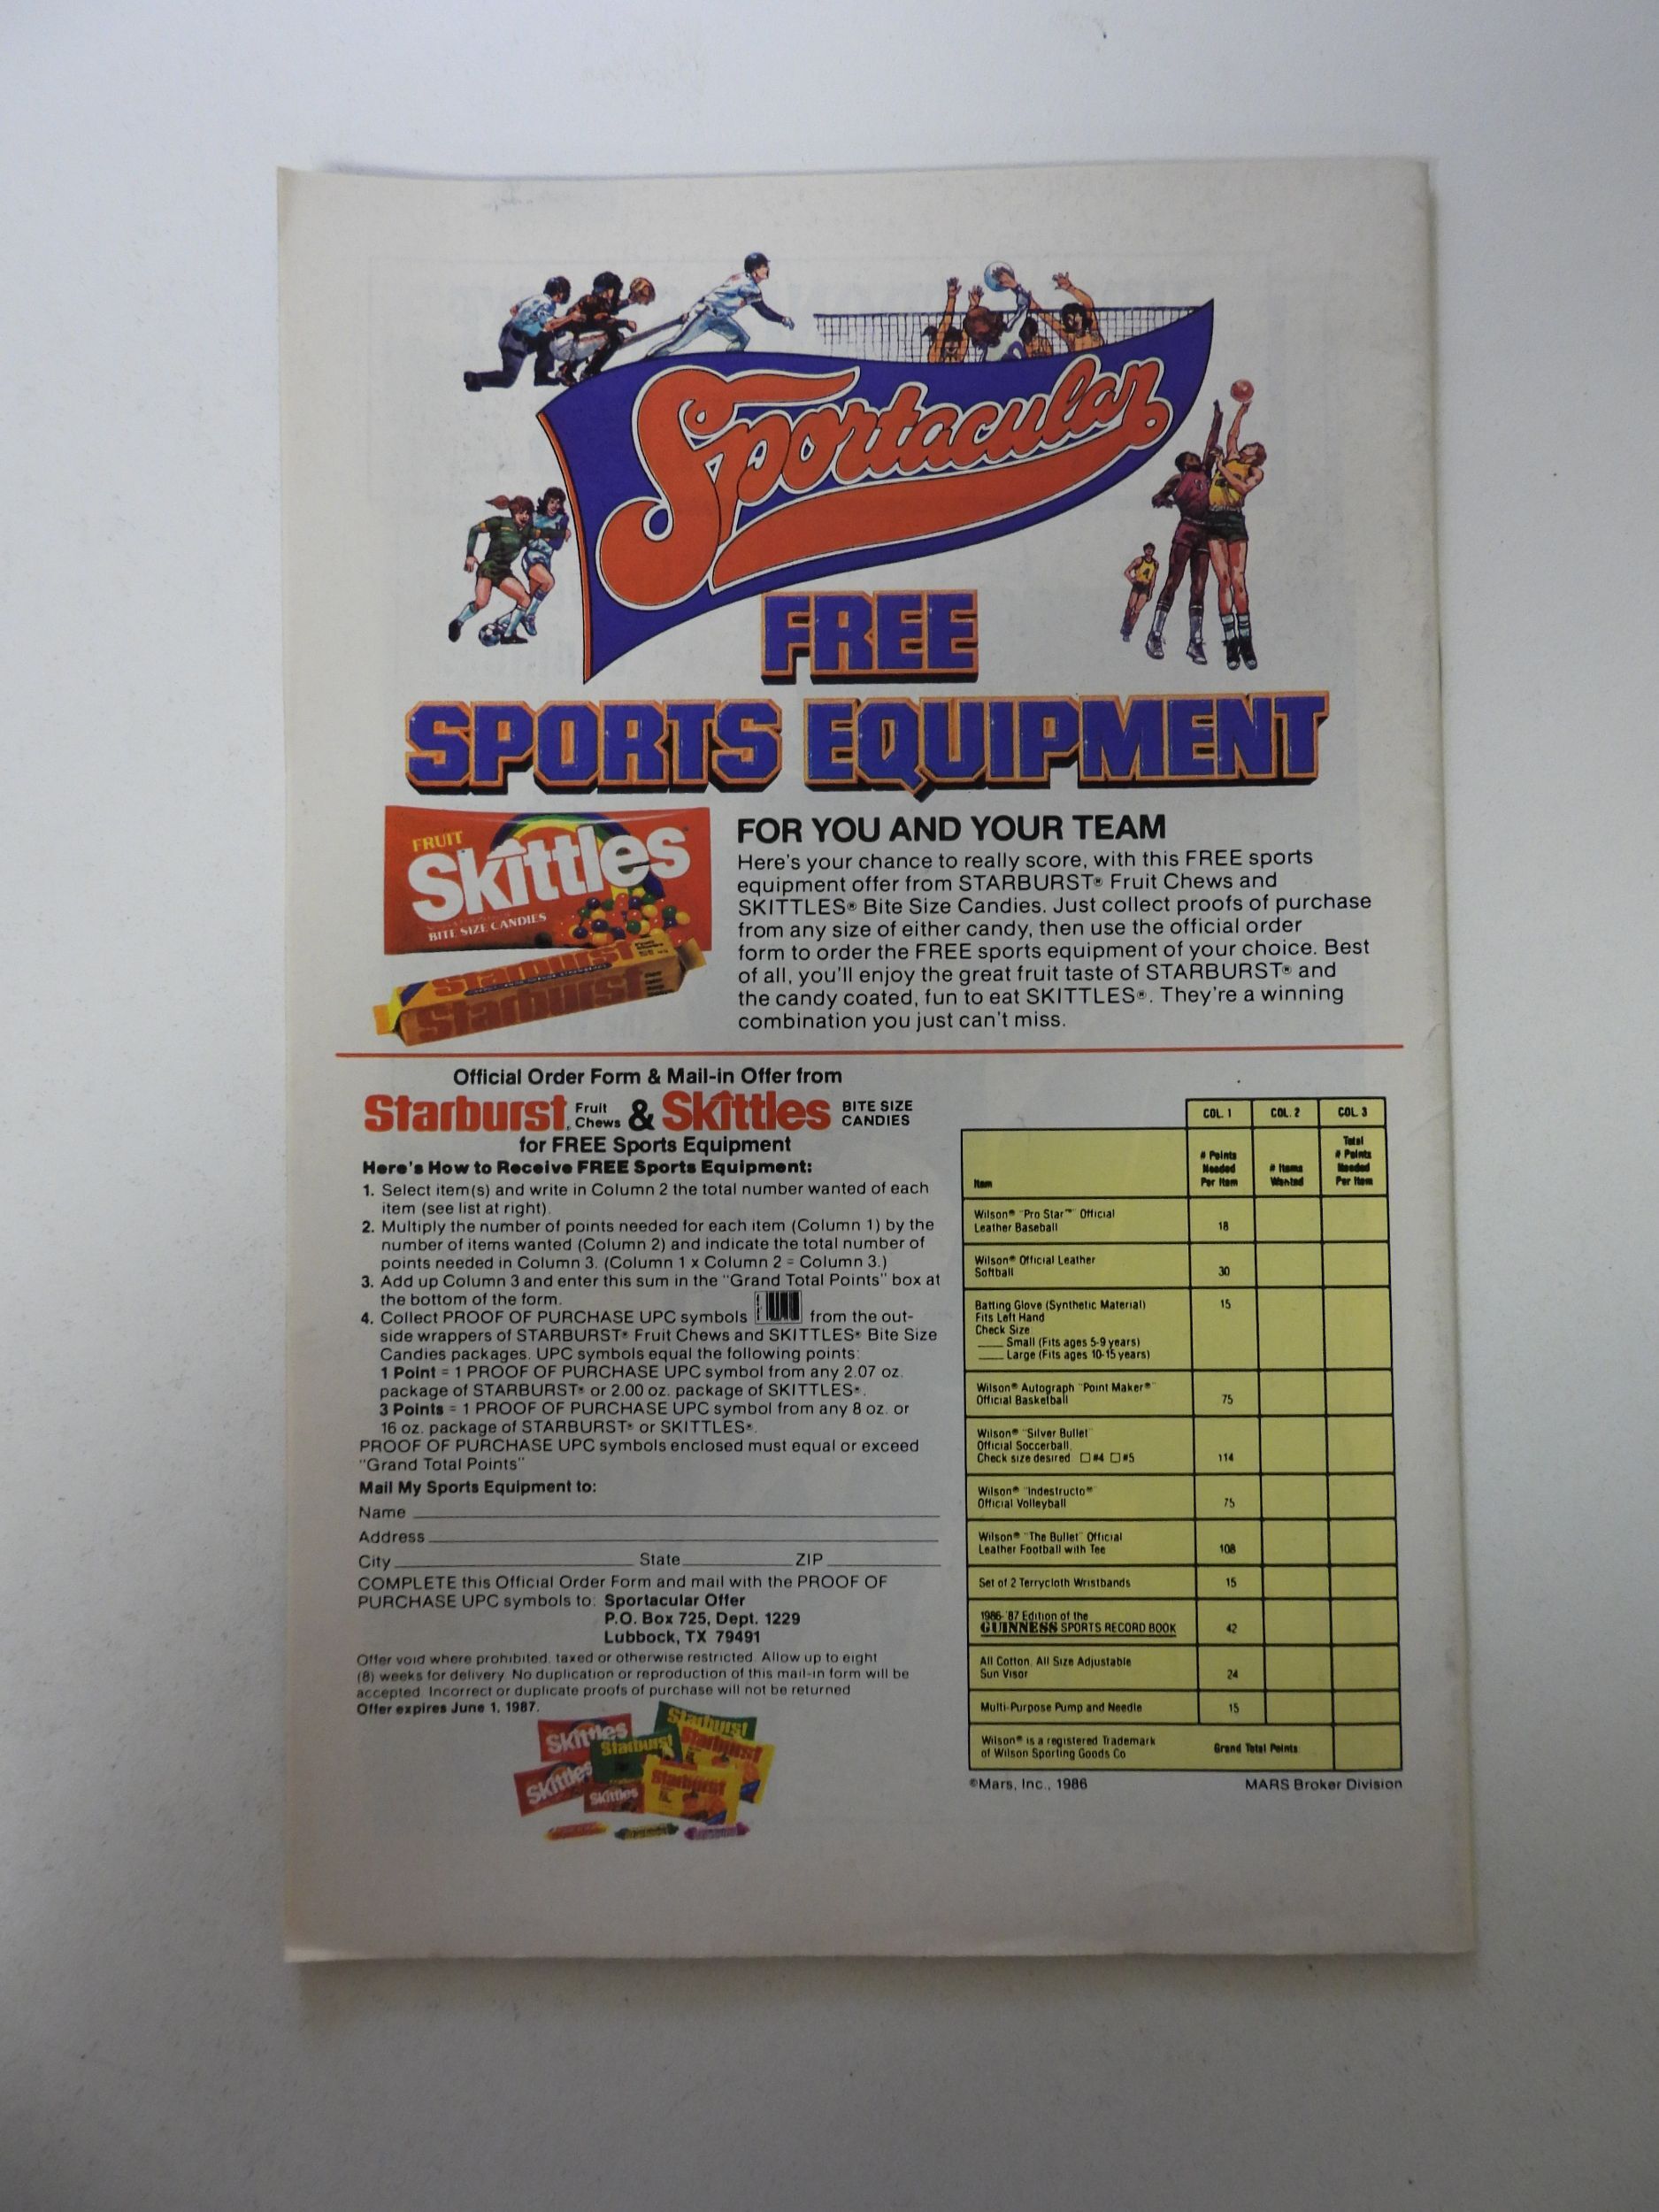 Sportacular
FREE
SPORTS EQUIPMENT
FRUIT
Skittles
BITE SIZE CANDIES
Starburst
Starburst
FOR YOU AND YOUR TEAM
Here's your chance to really score, with this FREE sports
equipment offer from STARBURST® Fruit Chews and
SKITTLES® Bite Size Candies. Just collect proofs of purchase
from any size of either candy, then use the official order
form to order the FREE sports equipment of your choice. Best
of all, you'll enjoy the great fruit taste of STARBURST® and
the candy coated, fun to eat SKITTLES®. They're a winning
combination you just can't miss.
Official Order Form & Mail-in Offer from
Starburst® Fruit Chews & Skittles BITE SIZE CANDIES
for FREE Sports Equipment
Here's How to Receive FREE Sports Equipment:
1. Select item(s) and write in Column 2 the total number wanted of each
item (see list at right).
2. Multiply the number of points needed for each item (Column 1) by the
number of items wanted (Column 2) and indicate the total number of
points needed in Column 3. (Column 1 x Column 2 = Column 3.)
3. Add up Column 3 and enter this sum in the "Grand Total Points" box at
the bottom of the form.
4. Collect PROOF OF PURCHASE UPC symbols from the out-
side wrappers of STARBURST® Fruit Chews and SKITTLES® Bite Size
Candies packages. UPC symbols equal the following points:
1 Point = 1 PROOF OF PURCHASE UPC symbol from any 2.07 oz.
package of STARBURST® or 2.00 oz. package of SKITTLES®.
3 Points = 1 PROOF OF PURCHASE UPC symbol from any 8 oz. or
16 oz. package of STARBURST® or SKITTLES®.
PROOF OF PURCHASE UPC symbols enclosed must equal or exceed
"Grand Total Points"
Mail My Sports Equipment to:
Name
Address
City State ZIP
COMPLETE this Official Order Form and mail with the PROOF OF
PURCHASE UPC symbols to: Sportacular Offer
P.O. Box 725, Dept. 1229
Lubbock, TX 79491
Offer void where prohibited, taxed or otherwise restricted. Allow up to eight
(8) weeks for delivery. No duplication or reproduction of this mail-in form will be
accepted. Incorrect or duplicate proofs of purchase will not be returned
Offer expires June 1, 1987.
Skittles
Starburst
Starburst
Starburst
Skittles
Skittles
Starburst
COL. 1 COL. 2 COL. 3
Item
# Points Needed Per Item
# Items Wanted
Total # Points Needed Per Item
Wilson® "Pro Star™" Official
Leather Baseball 18
Wilson® Official Leather
Softball 30
Batting Glove (Synthetic Material) 15
Fits Left Hand
Check Size
Small (Fits ages 5-9 years)
Large (Fits ages 10-15 years)
Wilson® Autograph "Point Maker®"
Official Basketball 75
Wilson® "Silver Bullet"
Official Soccerball,
Check size desired #4 #5 114
Wilson® "Indestructo®"
Official Volleyball 75
Wilson® "The Bullet" Official
Leather Football with Tee 108
Set of 2 Terrycloth Wristbands 15
1986-'87 Edition of the
GUINNESS SPORTS RECORD BOOK 42
All Cotton, All Size Adjustable
Sun Visor 24
Multi-Purpose Pump and Needle 15
Wilson® is a registered Trademark
of Wilson Sporting Goods Co
Grand Total Points
©Mars, Inc., 1986 MARS Broker Division